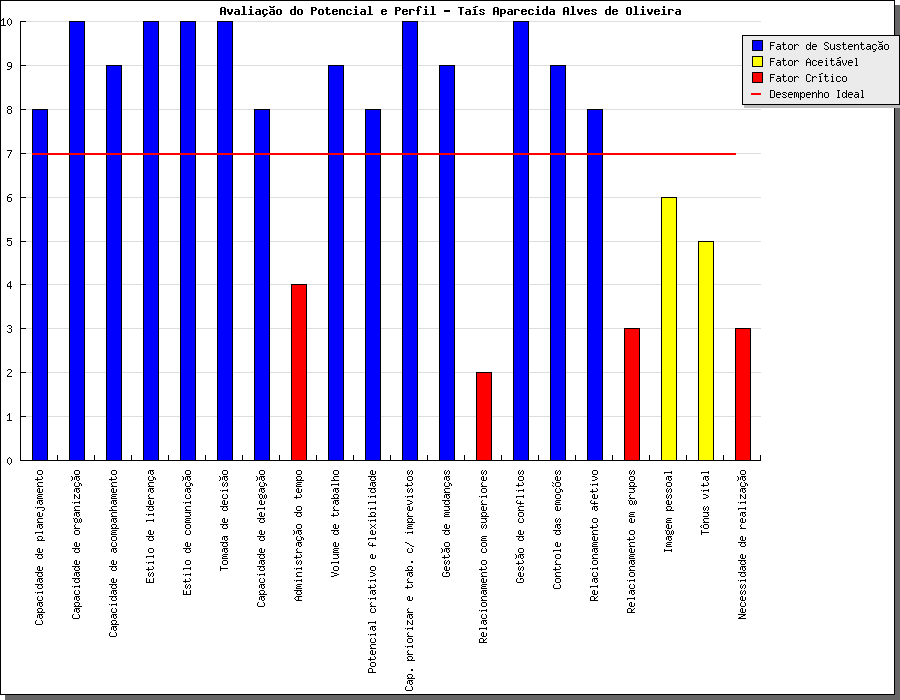 Avaliação do Potencial e Perfil - Taís Aparecida Alves de Oliveira
Fator de Sustentação
Fator Aceitável
Fator Crítico
Desempenho Ideal
10
9
8
7
6
5
4
3
2
1
0
Capacidade de planejamento
Capacidade de organização
Capacidade de acompanhamento
Estilo de liderança
Estilo de comunicação
Tomada de decisão
Capacidade de delegação
Administração do tempo
Volume de trabalho
Potencial criativo e flexibilidade
Cap. priorizar e trab. c/ imprevistos
Gestão de mudanças
Relacionamento com superiores
Gestão de conflitos
Controle das emoções
Relacionamento afetivo
Relacionamento em grupos
Imagem pessoal
Tônus vital
Necessidade de realização